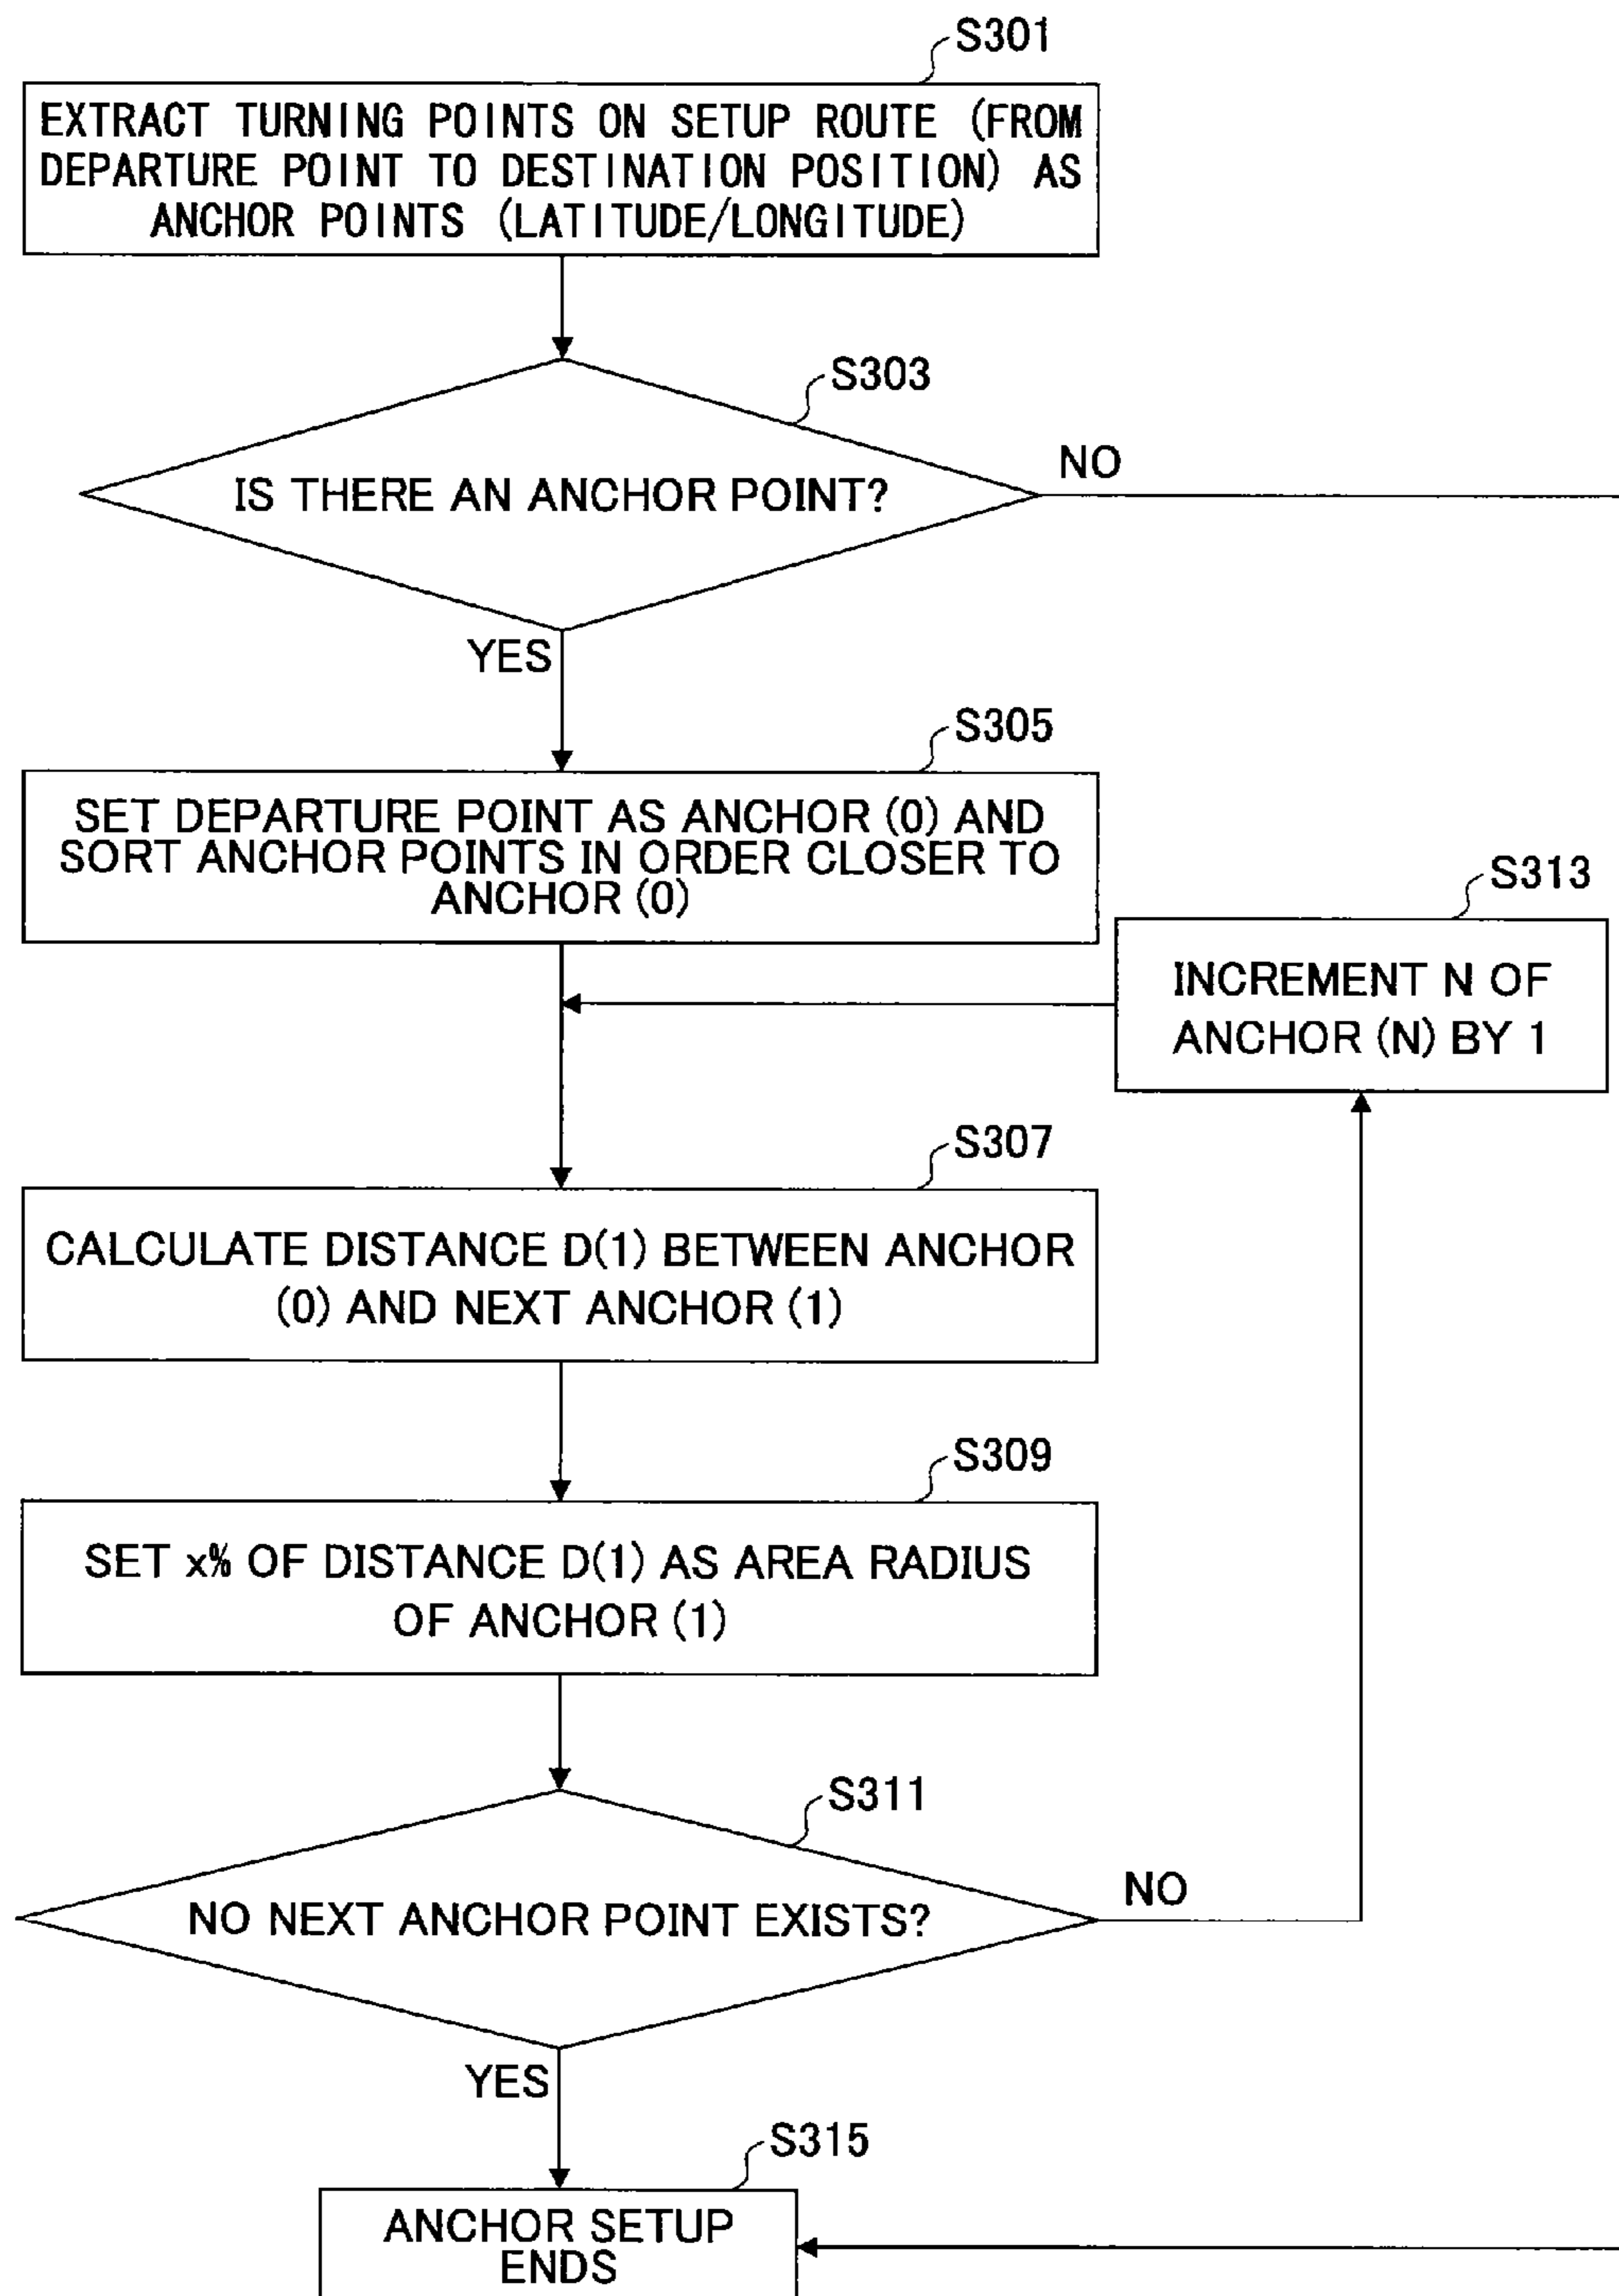 S301
EXTRACT TURNING POINTS ON SETUP ROUTE (FROM
DEPARTURE POINT TO DESTINATION POSITION) AS
ANCHOR POINTS (LATITUDE/LONGITUDE)
S303
IS THERE AN ANCHOR POINT?
NO
YES
S305
SET DEPARTURE POINT AS ANCHOR (0) AND
SORT ANCHOR POINTS IN ORDER CLOSER TO
ANCHOR (0)
S313
INCREMENT N OF
ANCHOR (N) BY 1
S307
CALCULATE DISTANCE D(1) BETWEEN ANCHOR
(0) AND NEXT ANCHOR (1)
S309
SET x% OF DISTANCE D(1) AS AREA RADIUS
OF ANCHOR (1)
S311
NO NEXT ANCHOR POINT EXISTS?
NO
YES
S315
ANCHOR SETUP
ENDS